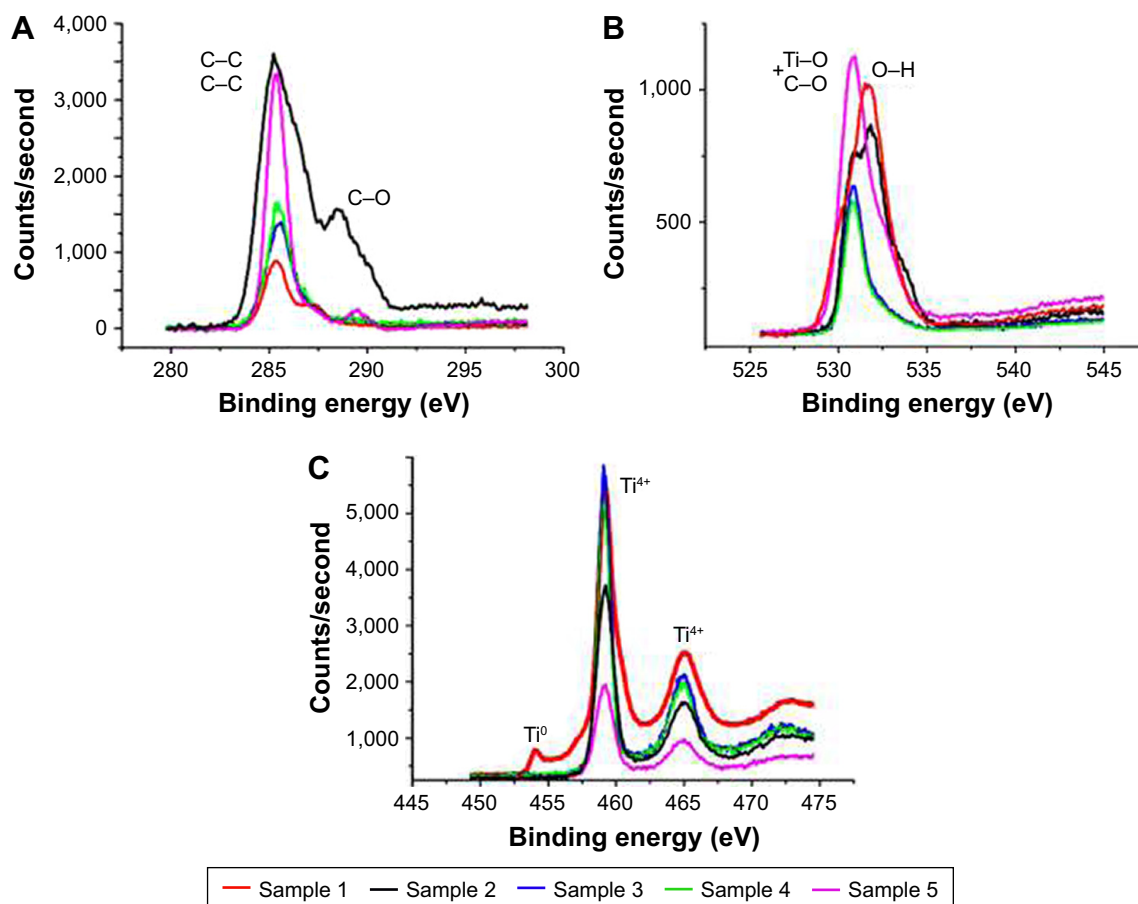 A
4,000
3,000
2,000
1,000
0
Counts/second
C–C
C–C
C–O
280
285
290
295
300
Binding energy (eV)
B
1,000
500
Counts/second
Ti–O
+
C–O
O–H
525
530
535
540
545
Binding energy (eV)
C
5,000
4,000
3,000
2,000
1,000
Counts/second
Ti⁴⁺
Ti⁴⁺
Ti⁰
445
450
455
460
465
470
475
Binding energy (eV)
Sample 1 Sample 2 Sample 3 Sample 4 Sample 5